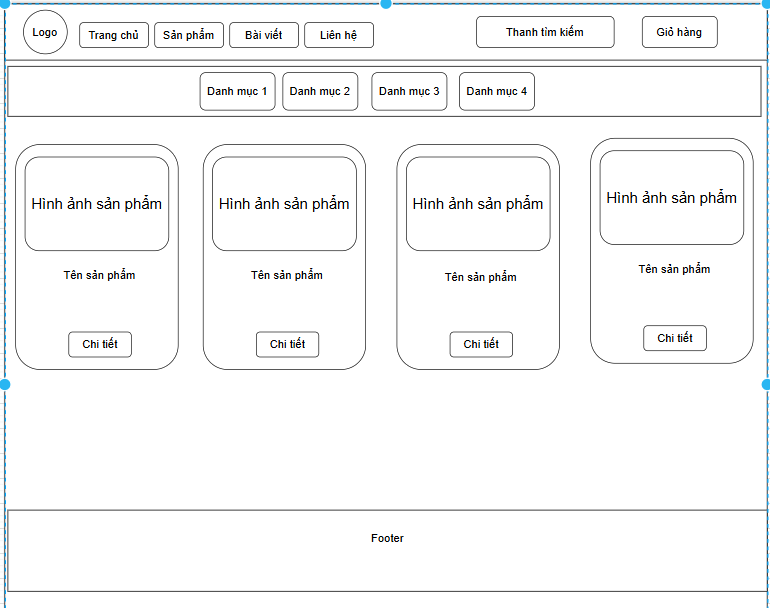 Logo
Trang chủ
Sản phẩm
Bài viết
Liên hệ
Thanh tìm kiếm
Giỏ hàng
Danh mục 1
Danh mục 2
Danh mục 3
Danh mục 4
Hình ảnh sản phẩm
Tên sản phẩm
Chi tiết
Hình ảnh sản phẩm
Tên sản phẩm
Chi tiết
Hình ảnh sản phẩm
Tên sản phẩm
Chi tiết
Hình ảnh sản phẩm
Tên sản phẩm
Chi tiết
Footer